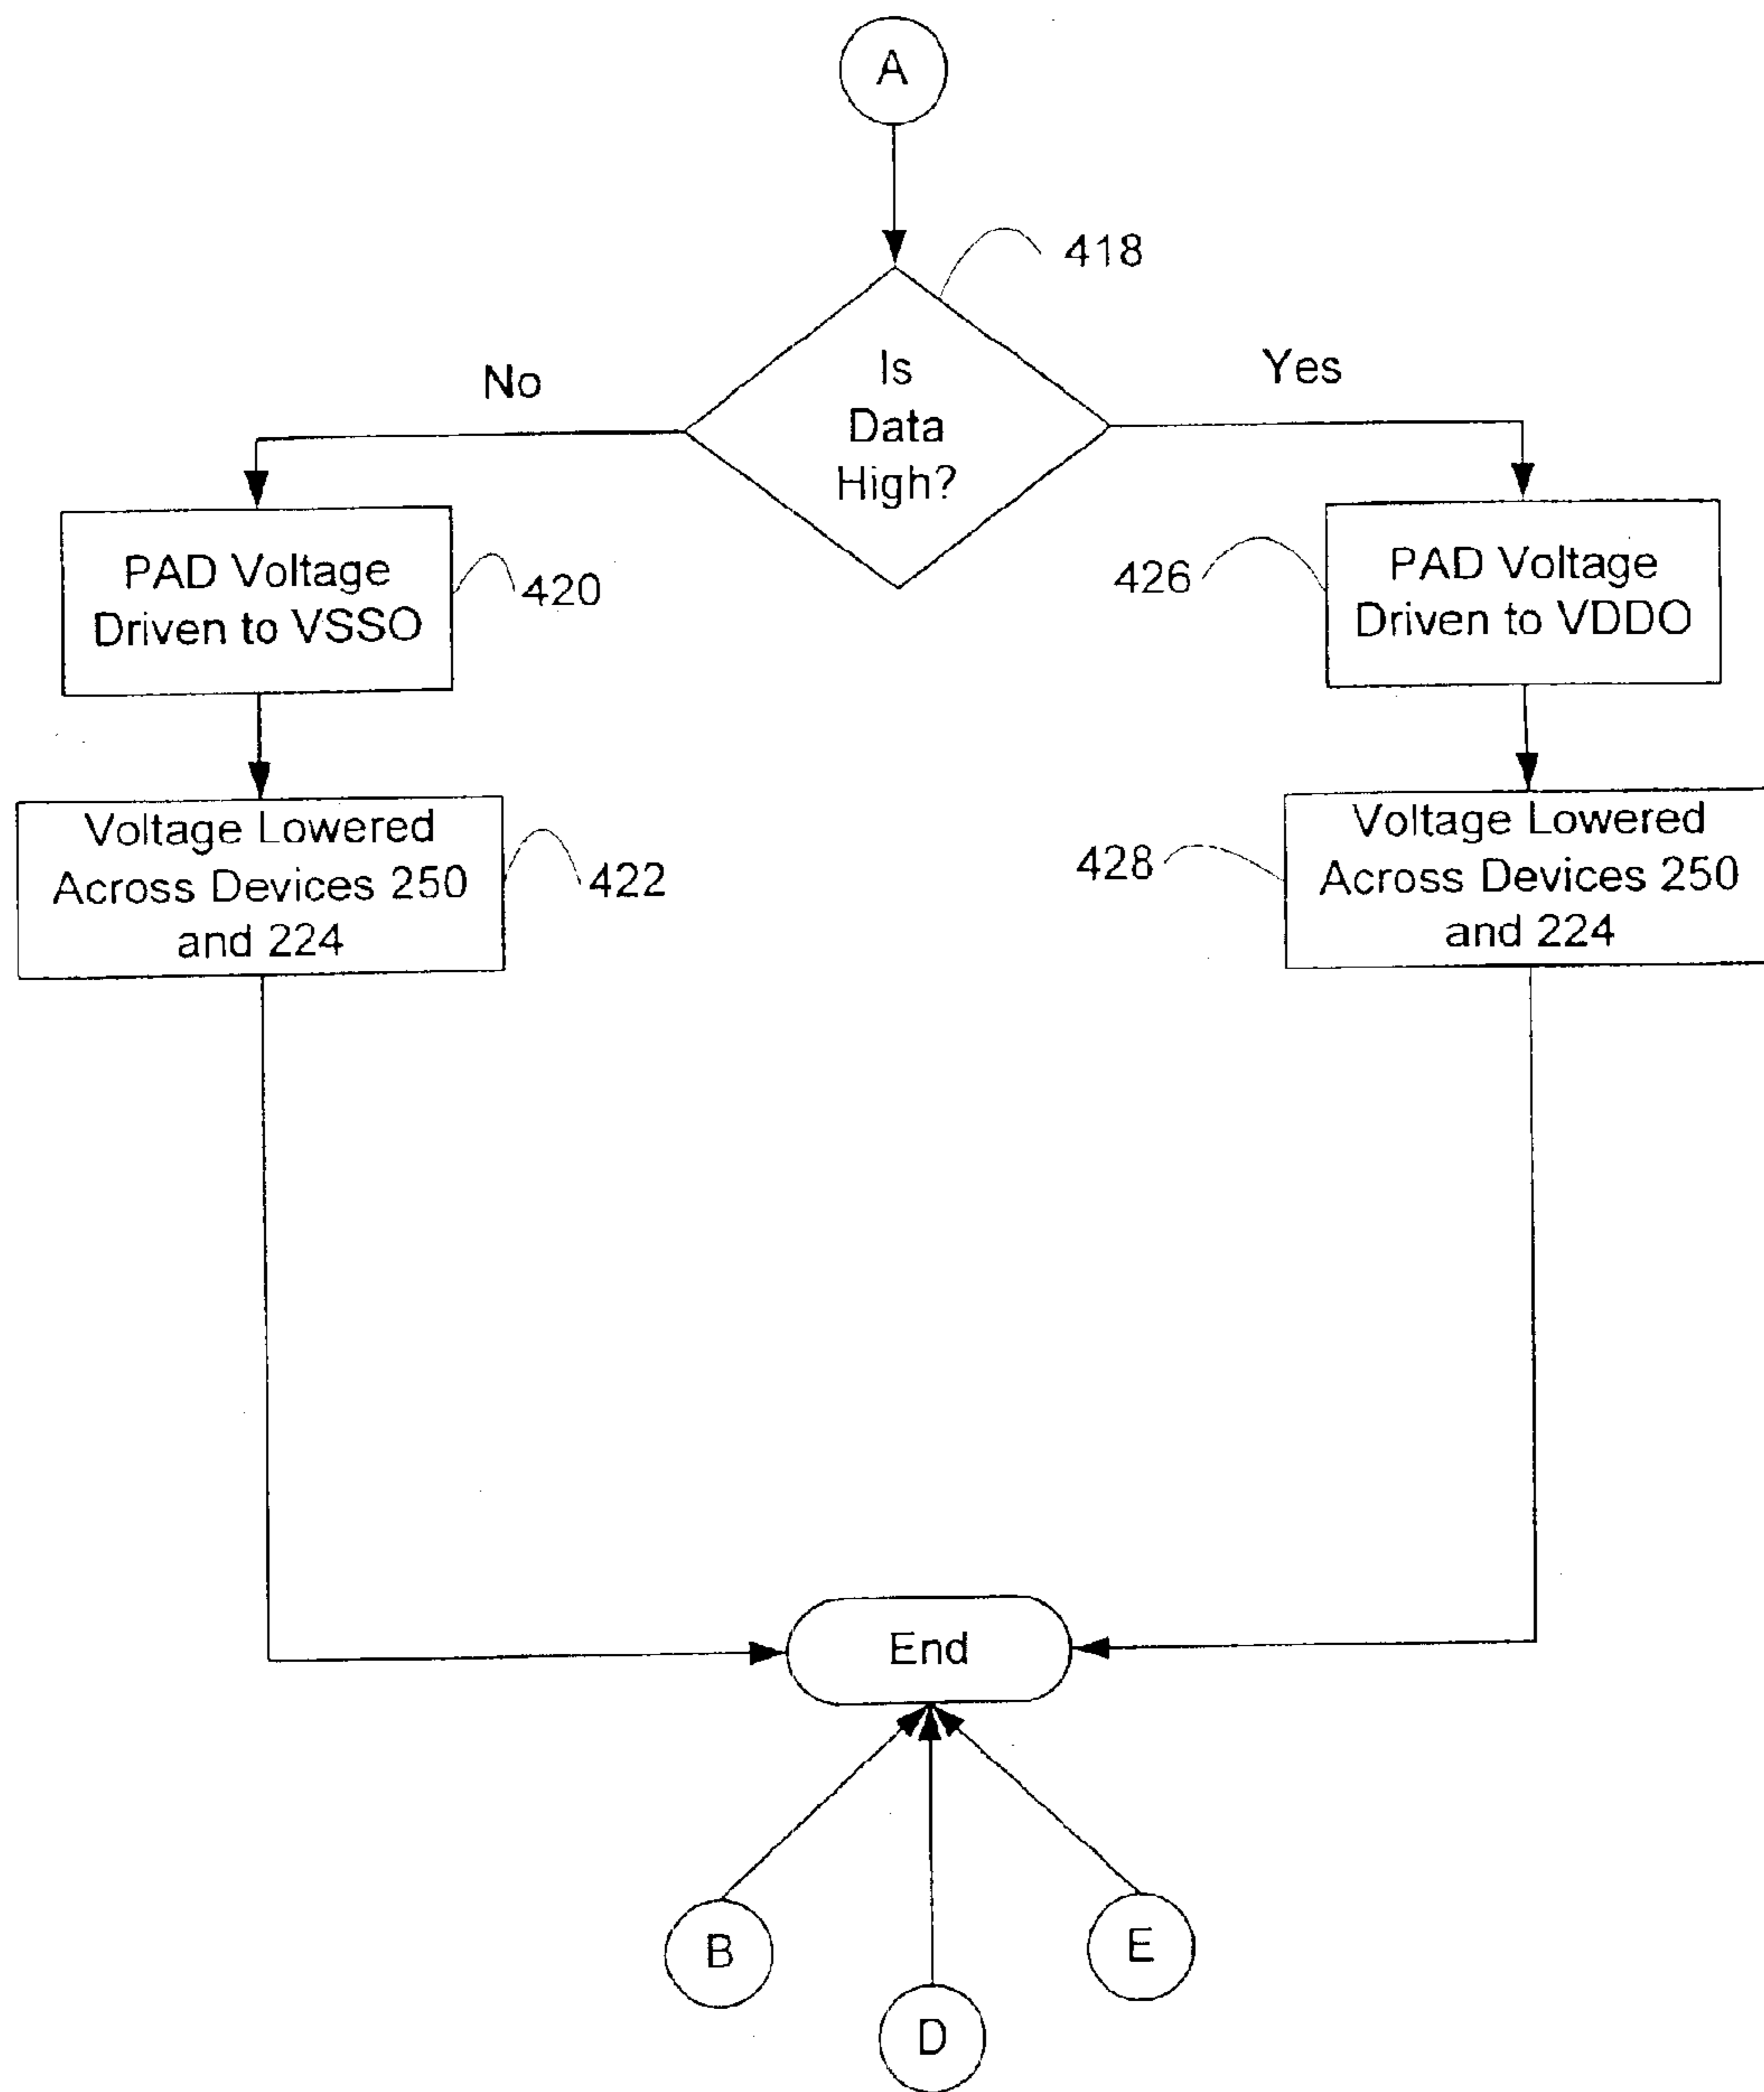 A
418
Is
Data
High?
No
Yes
PAD Voltage
Driven to VSSO
420
426
PAD Voltage
Driven to VDDO
Voltage Lowered
Across Devices 250
and 224
422
428
Voltage Lowered
Across Devices 250
and 224
End
B
E
D